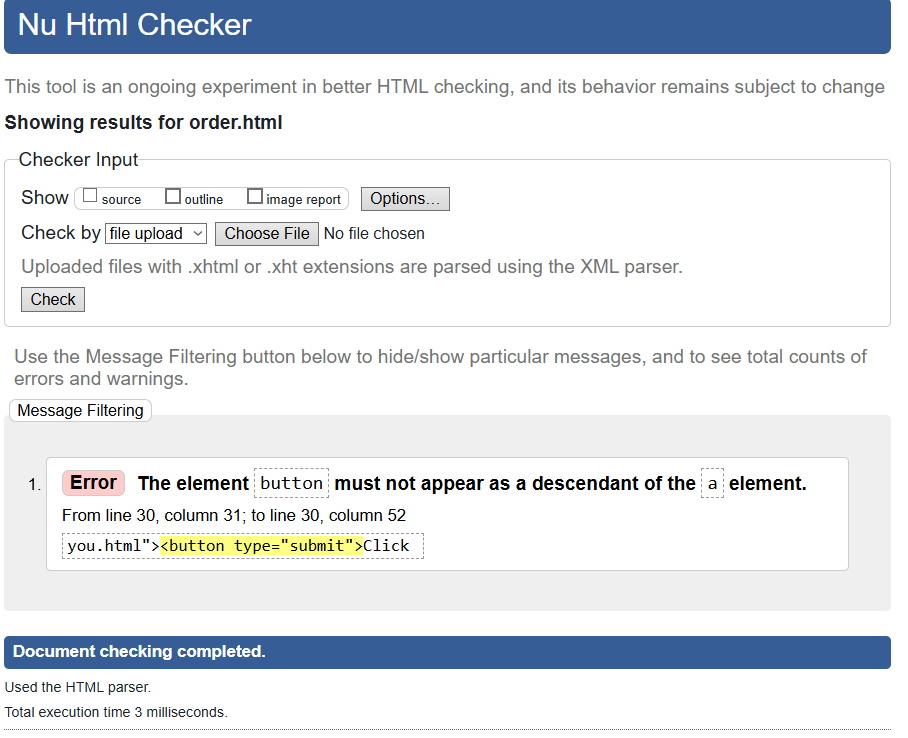 Nu Html Checker
This tool is an ongoing experiment in better HTML checking, and its behavior remains subject to change
Showing results for order.html
Checker Input
Show source outline image report Options...
Check by file upload Choose File No file chosen
Uploaded files with .xhtml or .xht extensions are parsed using the XML parser.
Check
Use the Message Filtering button below to hide/show particular messages, and to see total counts of
errors and warnings.
Message Filtering
1. Error The element button must not appear as a descendant of the a element.
From line 30, column 31; to line 30, column 52
you.html"><button type="submit">Click
Document checking completed.
Used the HTML parser.
Total execution time 3 milliseconds.